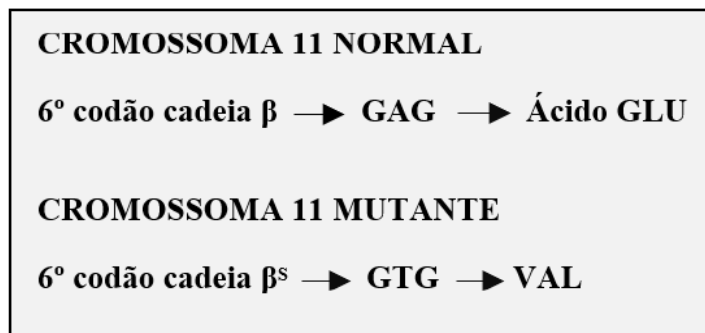 CROMOSSOMA 11 NORMAL
6º codão cadeia β → GAG → Ácido GLU
CROMOSSOMA 11 MUTANTE
6º codão cadeia βˢ → GTG → VAL